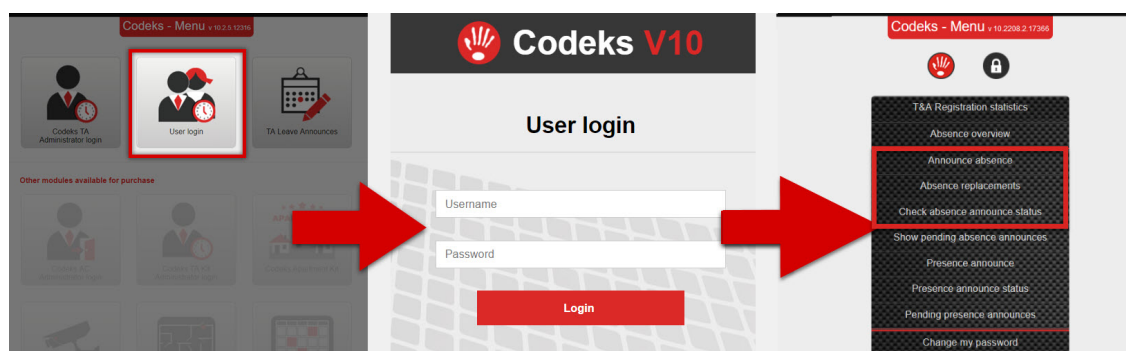 Codeks - Menu v 10.2.5.12316
Codeks TA
Administrator login
User login
TA Leave Announces
Other modules available for purchase
Codeks V10
User login
Username
Password
Login
Codeks - Menu v 10.2208.2.17366
T&A Registration statistics
Absence overview
Announce absence
Absence replacements
Check absence announce status
Show pending absence announces
Presence announce
Presence announce status
Pending presence announces
Change my password